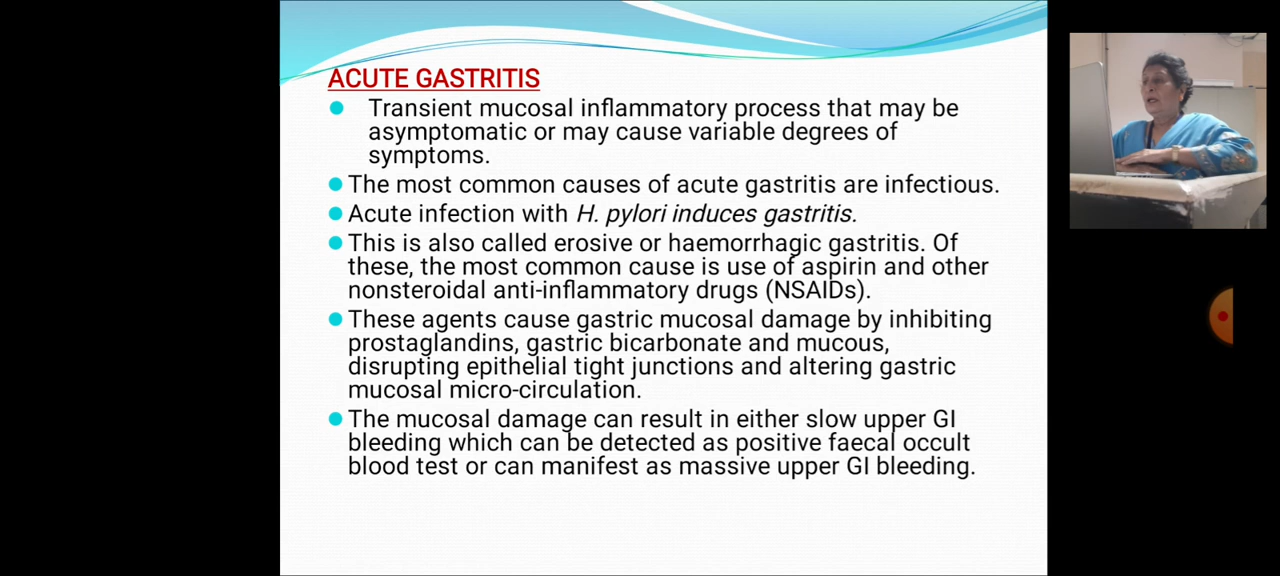 ACUTE GASTRITIS
Transient mucosal inflammatory process that may be
asymptomatic or may cause variable degrees of
symptoms.
The most common causes of acute gastritis are infectious.
Acute infection with H. pylori induces gastritis.
This is also called erosive or haemorrhagic gastritis. Of
these, the most common cause is use of aspirin and other
nonsteroidal anti-inflammatory drugs (NSAIDs).
These agents cause gastric mucosal damage by inhibiting
prostaglandins, gastric bicarbonate and mucous,
disrupting epithelial tight junctions and altering gastric
mucosal micro-circulation.
The mucosal damage can result in either slow upper GI
bleeding which can be detected as positive faecal occult
blood test or can manifest as massive upper GI bleeding.